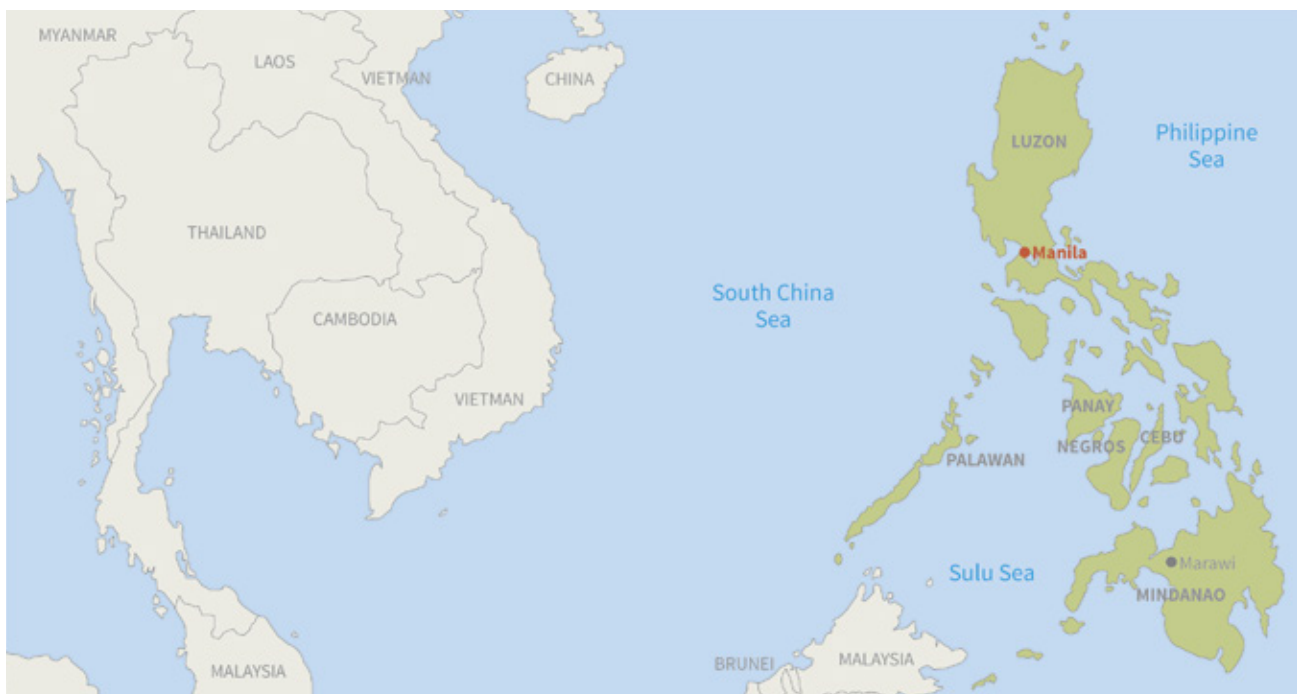 MYANMAR
LAOS
VIETMAN
CHINA
LUZON
Philippine
Sea
THAILAND
Manila
South China
Sea
CAMBODIA
VIETMAN
PANAY
NEGROS
CEBU
PALAWAN
Sulu Sea
Marawi
MINDANAO
MALAYSIA
BRUNEI
MALAYSIA